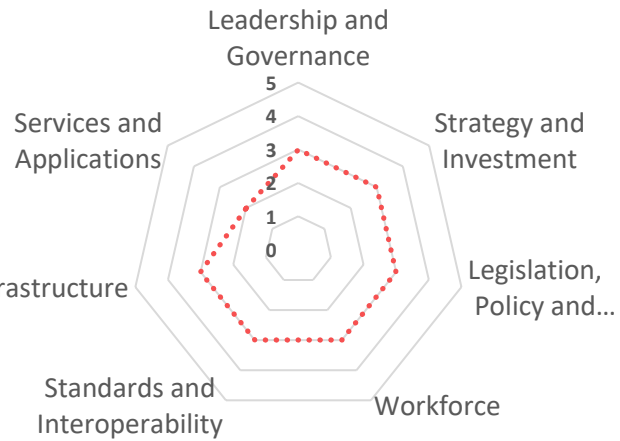 Leadership and
Governance
5
4
3
2
1
0
Strategy and
Investment
Legislation,
Policy and...
Workforce
Standards and
Interoperability
rastructure
Services and
Applications